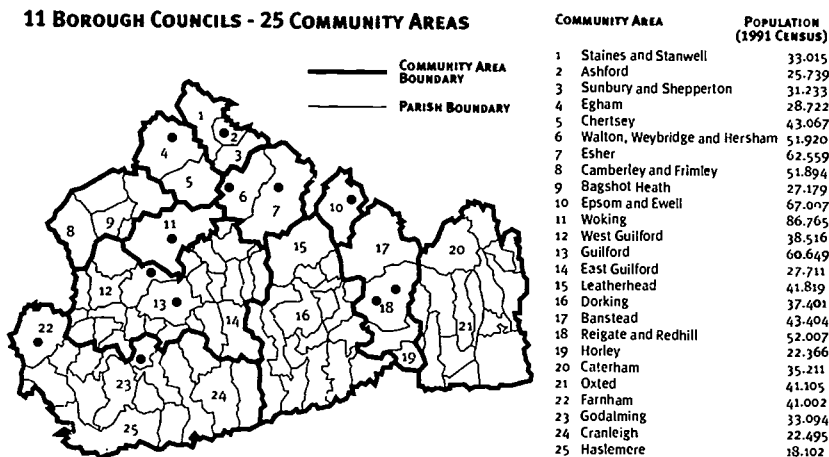 11 BOROUGH COUNCILS - 25 COMMUNITY AREAS
COMMUNITY AREA BOUNDARY
PARISH BOUNDARY
COMMUNITY AREA POPULATION (1991 CENSUS)
1 Staines and Stanwell 33.015
2 Ashford 25.739
3 Sunbury and Shepperton 31.233
4 Egham 28.722
5 Chertsey 43.067
6 Walton, Weybridge and Hersham 51.920
7 Esher 62.559
8 Camberley and Frimley 51.894
9 Bagshot Heath 27.179
10 Epsom and Ewell 67.007
11 Woking 86.765
12 West Guilford 38.516
13 Guilford 60.649
14 East Guilford 27.711
15 Leatherhead 41.819
16 Dorking 37.401
17 Banstead 43.404
18 Reigate and Redhill 52.007
19 Horley 22.366
20 Caterham 35.211
21 Oxted 41.105
22 Farnham 41.002
23 Godalming 33.094
24 Cranleigh 22.495
25 Haslemere 18.102
1
2
3
4
5
6
7
8
9
10
11
12
13
14
15
16
17
18
19
20
21
22
23
24
25